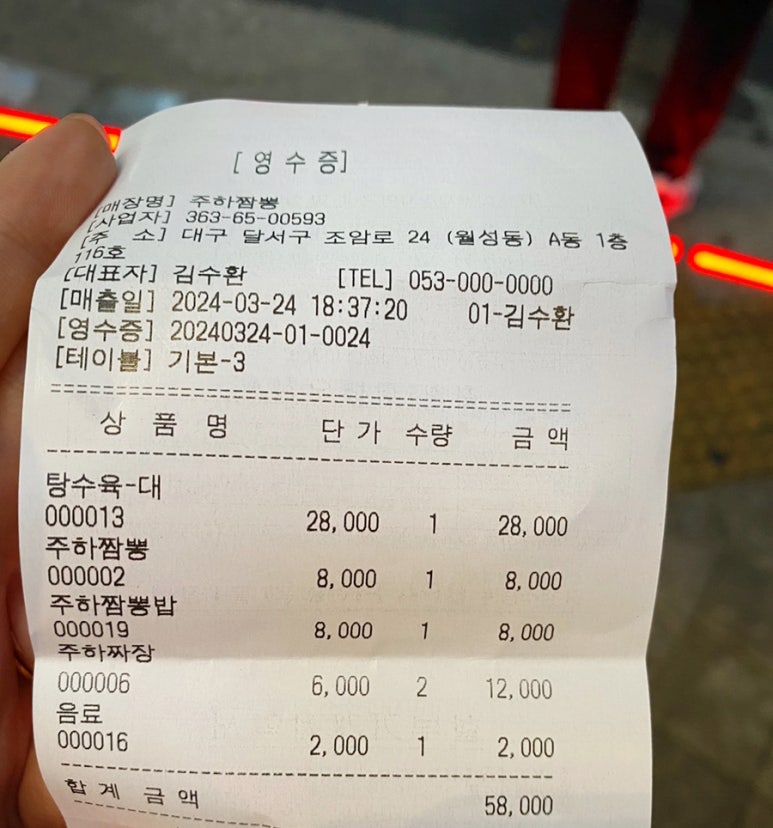 [영수증]
[매장명] 주하짬뽕
[사업자] 363-65-00593
[주 소] 대구 달서구 조암로 24 (월성동) A동 1층
116호
[대표자] 김수환 [TEL] 053-000-0000
[매출일] 2024-03-24 18:37:20 01-김수환
[영수증] 20240324-01-0024
[테이블] 기본-3
상 품 명 단 가 수량 금 액
탕수육-대
000013 28,000 1 28,000
주하짬뽕
000002 8,000 1 8,000
주하짬뽕밥
000019 8,000 1 8,000
주하짜장
000006 6,000 2 12,000
음료
000016 2,000 1 2,000
합 계 금 액 58,000